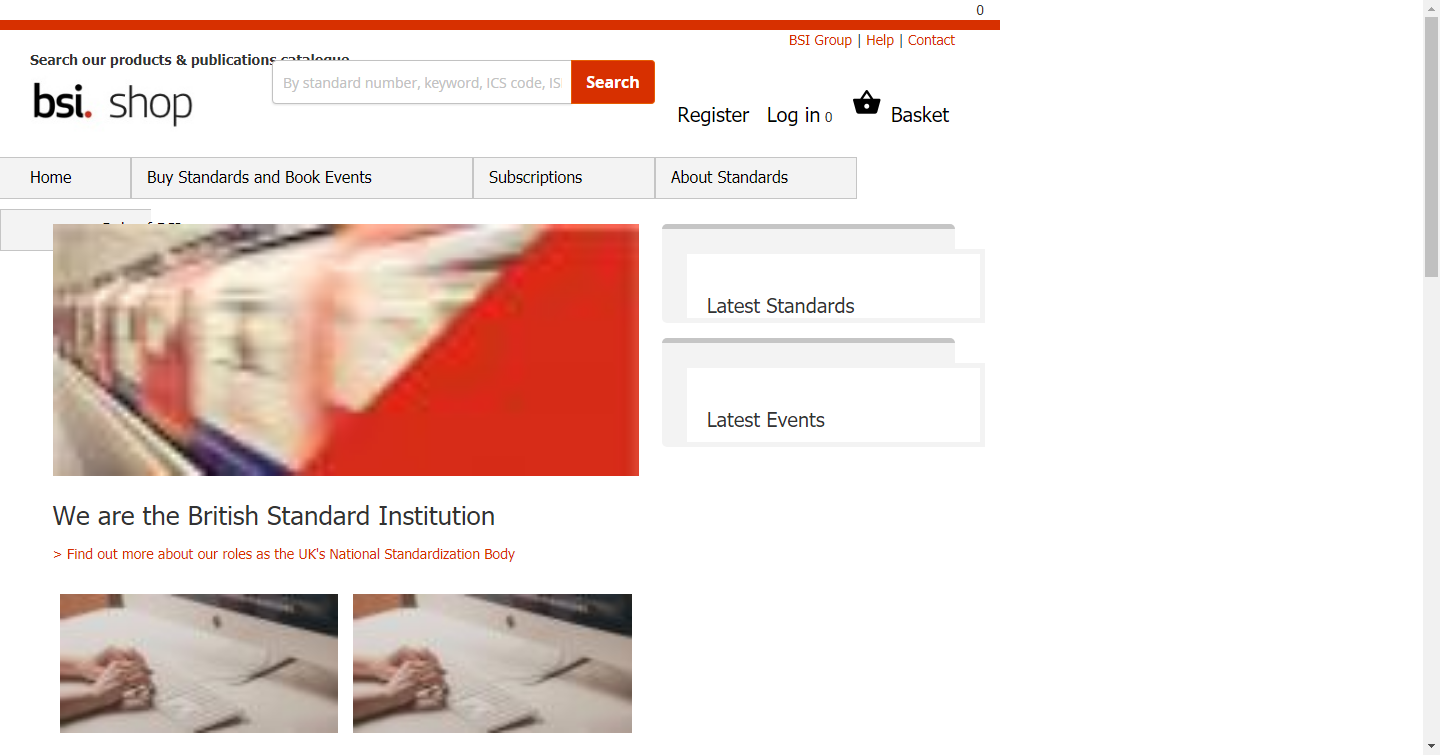 0
BSI Group | Help | Contact
Search our products & publications catalogue
By standard number, keyword, ICS code, IS
Search
bsi. shop
Register Log in 0 Basket
Home Buy Standards and Book Events Subscriptions About Standards
Latest Standards
Latest Events
We are the British Standard Institution
> Find out more about our roles as the UK's National Standardization Body